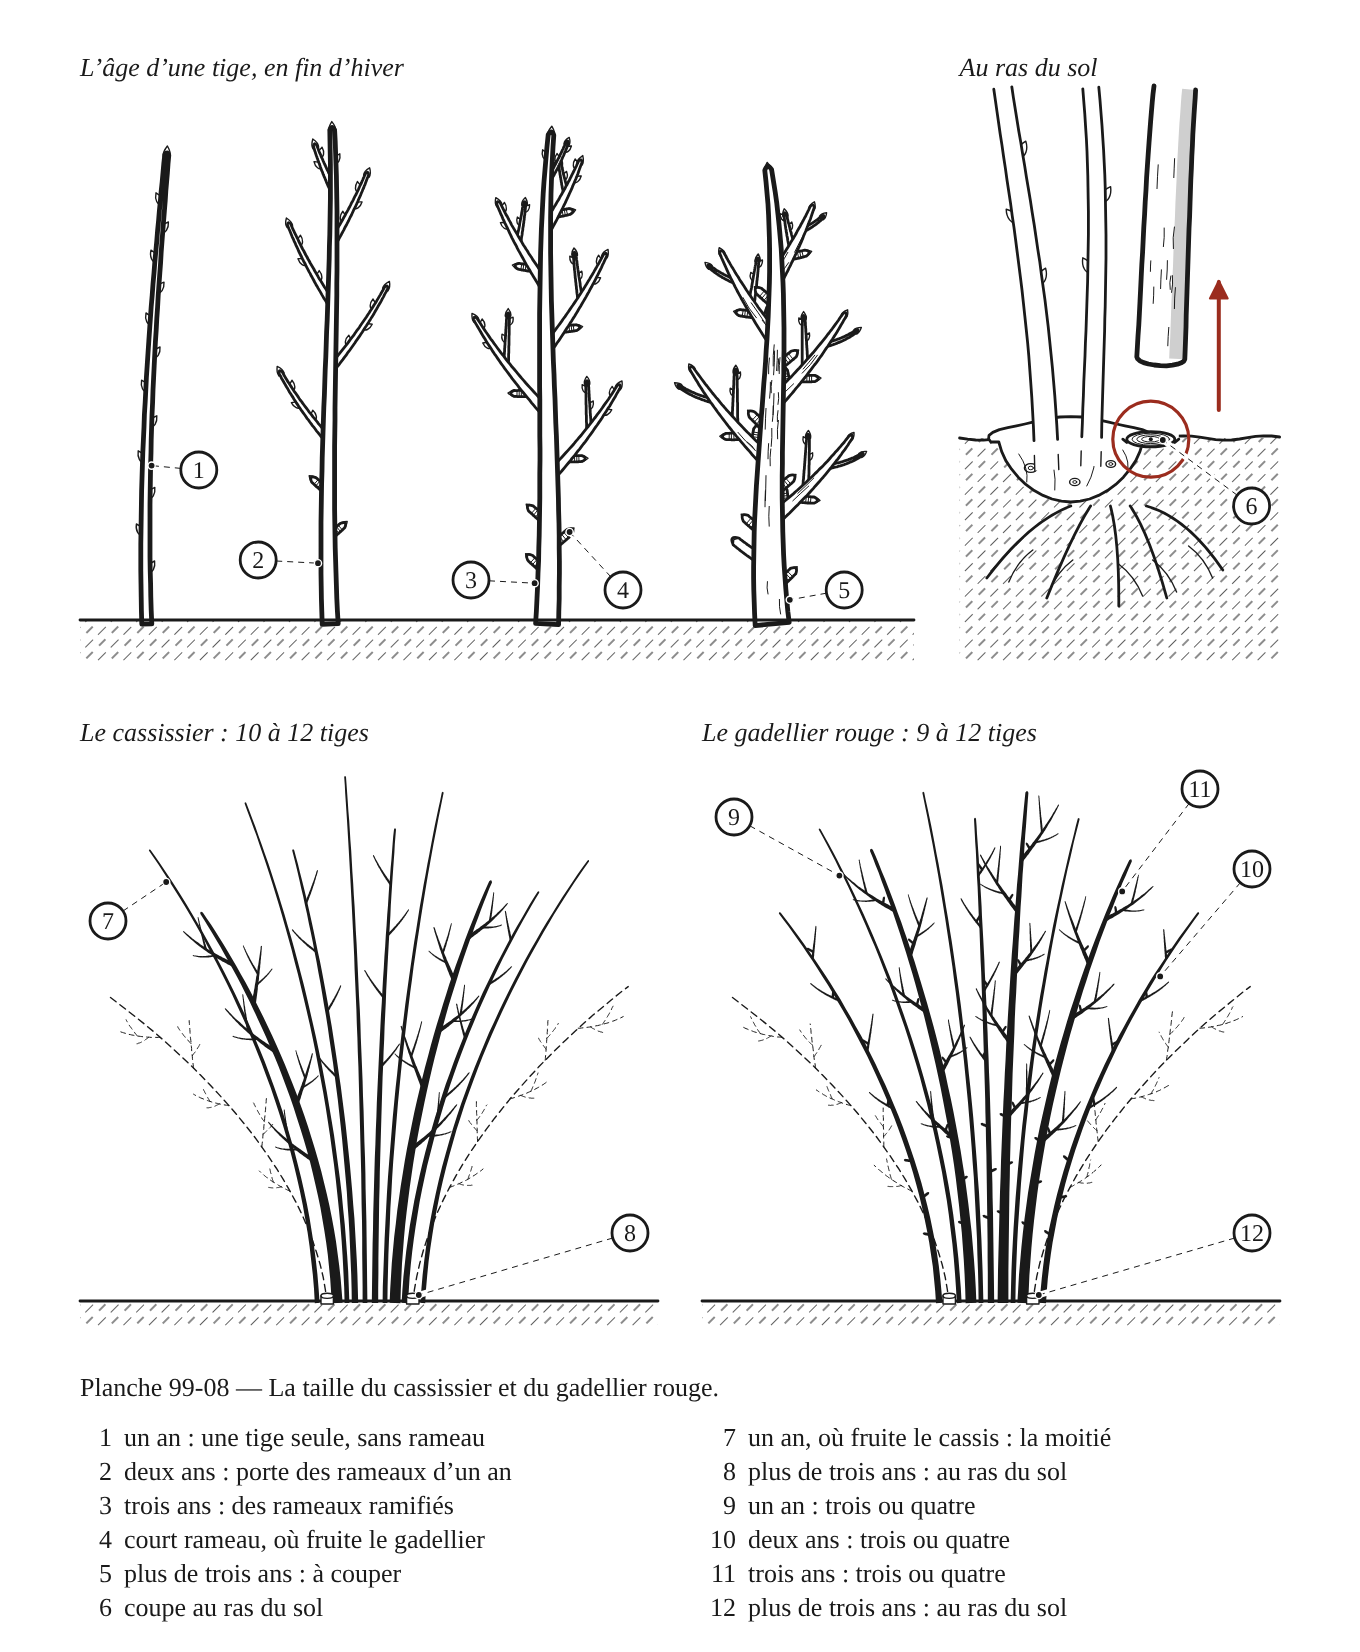 L’âge d’une tige, en fin d’hiver
Au ras du sol
1
2
3
4
5
6
Le cassissier : 10 à 12 tiges
Le gadellier rouge : 9 à 12 tiges
7
8
9
11
10
12
Planche 99-08 — La taille du cassissier et du gadellier rouge.
1 un an : une tige seule, sans rameau
2 deux ans : porte des rameaux d’un an
3 trois ans : des rameaux ramifiés
4 court rameau, où fruite le gadellier
5 plus de trois ans : à couper
6 coupe au ras du sol
7 un an, où fruite le cassis : la moitié
8 plus de trois ans : au ras du sol
9 un an : trois ou quatre
10 deux ans : trois ou quatre
11 trois ans : trois ou quatre
12 plus de trois ans : au ras du sol